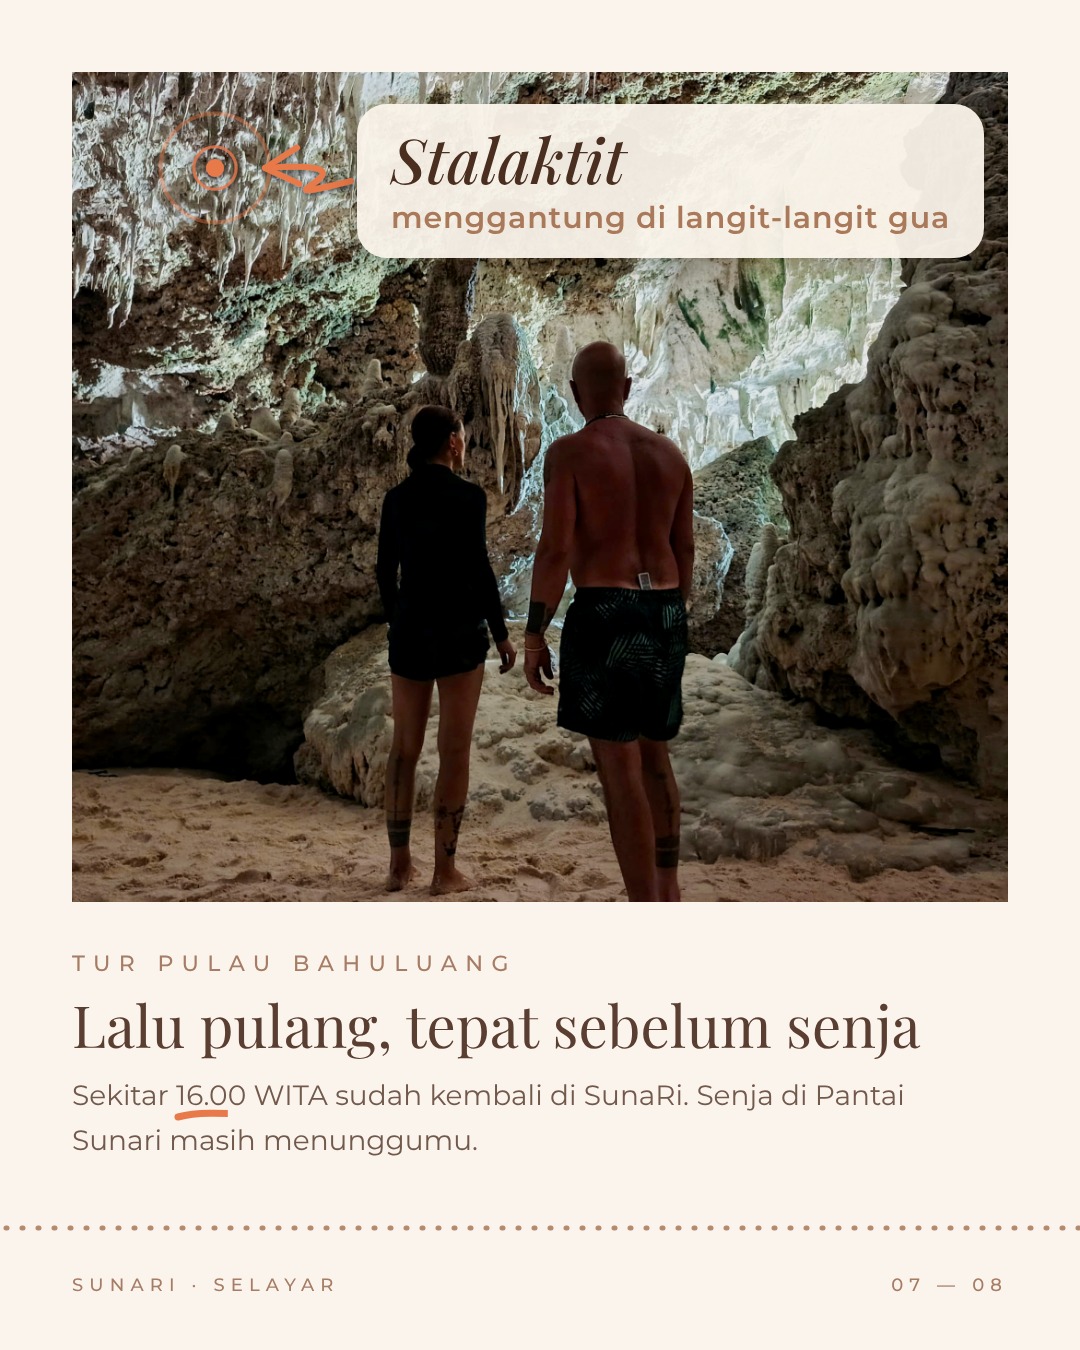 Stalaktit
menggantung di langit-langit gua
TUR PULAU BAHULUANG
Lalu pulang, tepat sebelum senja
Sekitar 16.00 WITA sudah kembali di SunaRi. Senja di Pantai
Sunari masih menunggumu.
SUNARI · SELAYAR
07 — 08